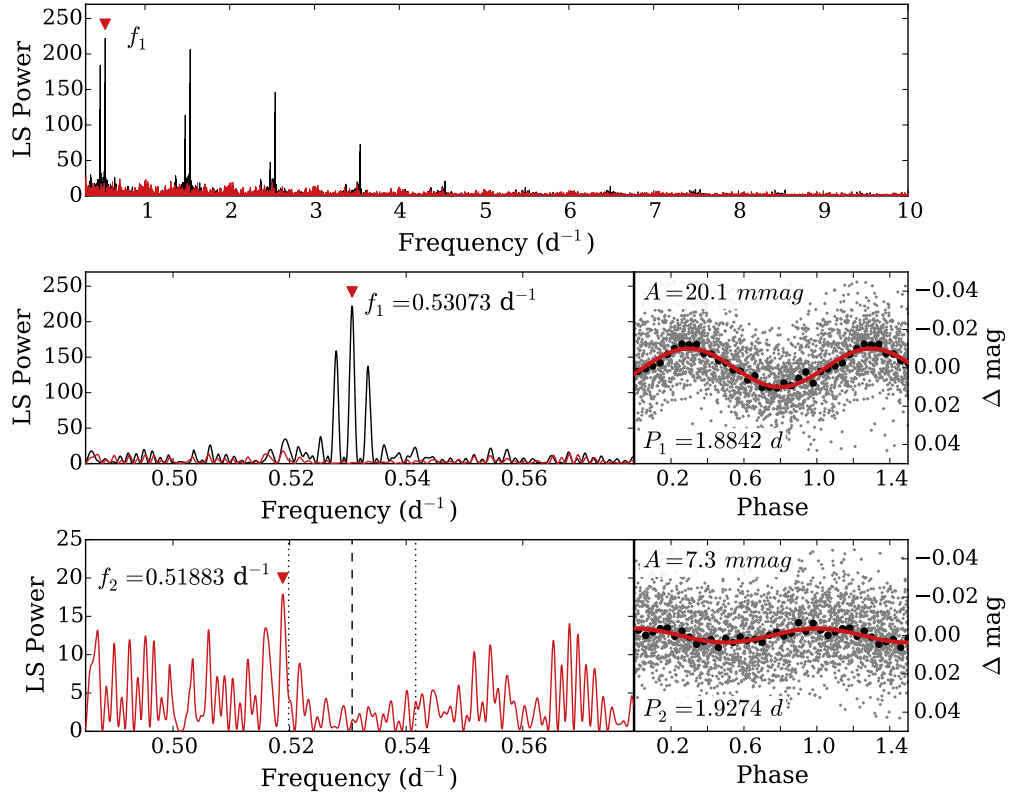 250
200
150
100
50
0
LS Power
f₁
1 2 3 4 5 6 7 8 9 10
Frequency (d⁻¹)
250
200
150
100
50
0
LS Power
f₁ =0.53073 d⁻¹
0.50 0.52 0.54 0.56
Frequency (d⁻¹)
A =20.1 mmag
P₁ =1.8842 d
0.2 0.6 1.0 1.4
Phase
−0.04
−0.02
0.00
0.02
0.04
Δ mag
25
20
15
10
5
0
LS Power
f₂ =0.51883 d⁻¹
0.50 0.52 0.54 0.56
Frequency (d⁻¹)
A =7.3 mmag
P₂ =1.9274 d
0.2 0.6 1.0 1.4
Phase
−0.04
−0.02
0.00
0.02
0.04
Δ mag